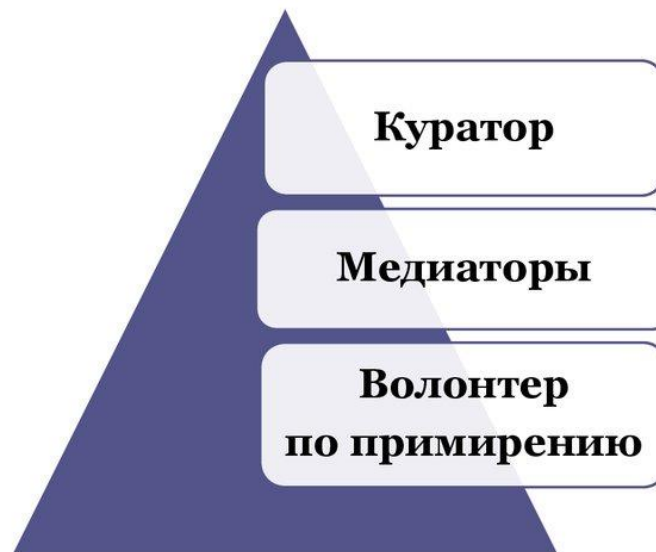 Куратор
Медиаторы
Волонтер
по примирению